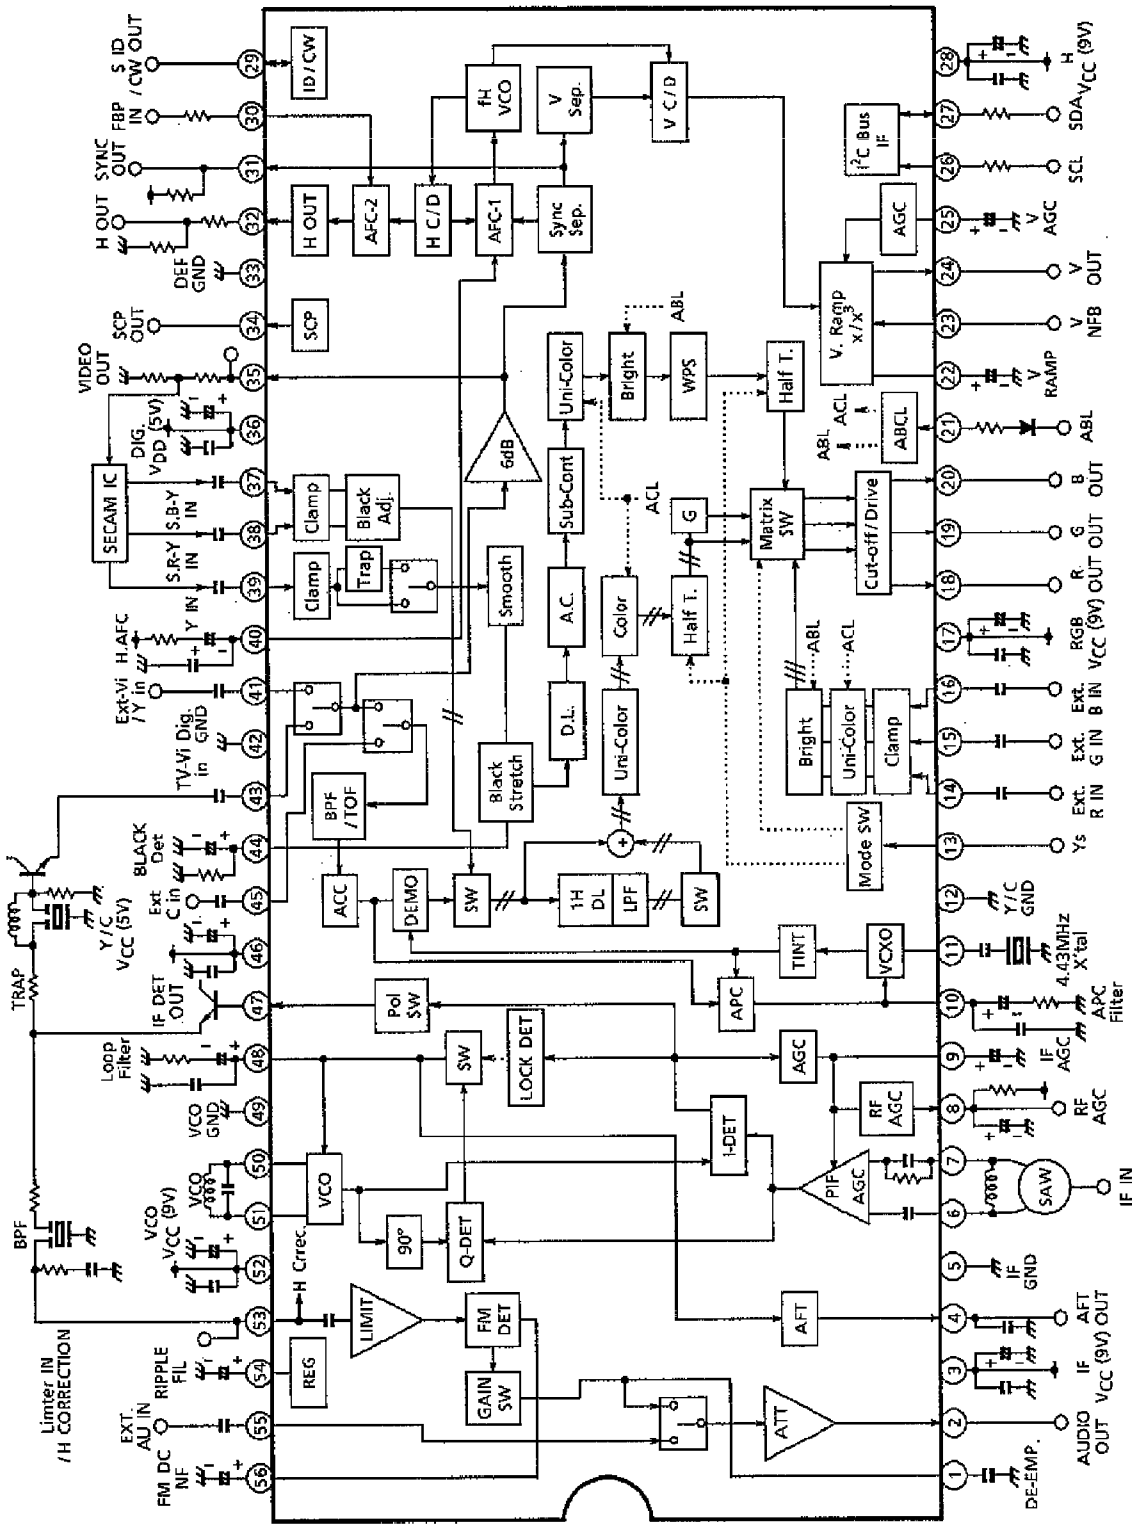 S ID
/CW OUT
FBP
IN
SYNC
OUT
H OUT
DEF
GND
SCP
OUT
VIDEO
OUT
DIG.
VDD (5V)
SECAM IC
S.B-Y
IN
S.R-Y
IN
Y IN
H.AFC
Ext-Vi
/Y in
Dig.
GND
TV-Vi
in
BLACK
Det
Ext
C in
Y/C
VCC (5V)
TRAP
IF DET
OUT
Loop
Filter
VCO
GND
VCO
VCO
VCC (9V)
BPF
Limter IN
/H CORRECTION
RIPPLE
FIL
EXT.
AU IN
FM DC
NF
29
30
31
32
33
34
35
36
37
38
39
40
41
42
43
44
45
46
47
48
49
50
51
52
53
54
55
56
ID/CW
fH
VCO
V
Sep.
V C/D
H OUT
AFC-2
H C/D
AFC-1
Sync
Sep.
SCP
6dB
Clamp
Black
Adj.
Clamp
Trap
Smooth
Uni-Color
Bright
ABL
WPS
Half T.
Sub-Cont
A.C.
D.L.
Black
Stretch
ACL
Color
Half T.
G
Uni-Color
Matrix
SW
Cut-off/Drive
V. Ramp
x/x3
AGC
I2C Bus
IF
ABL
ACL
ABCL
ABL
ACL
Bright
Uni-Color
Clamp
Mode SW
BPF
/TOF
ACC
DEMO
SW
+
1H
DL
LPF
SW
TINT
APC
VCXO
Pol
SW
SW
LOCK DET
AGC
RF
AGC
I-DET
PIF
AGC
VCO
90°
Q-DET
H Crrec.
LIMIT
FM
DET
REG
GAIN
SW
AFT
ATT
28
27
26
25
24
23
22
21
20
19
18
17
16
15
14
13
12
11
10
9
8
7
6
5
4
3
2
1
H
VCC (9V)
SDA
SCL
V
AGC
V
OUT
V
NFB
V
RAMP
ABL
B
OUT
G
OUT
R
OUT
RGB
VCC (9V)
Ext.
B IN
Ext.
G IN
Ext.
R IN
Ys
Y/C
GND
4.43MHz
X'tal
APC
Filter
IF
AGC
RF
AGC
SAW
IF IN
IF
GND
AFT
OUT
IF
VCC (9V)
AUDIO
OUT
DE-EMP.